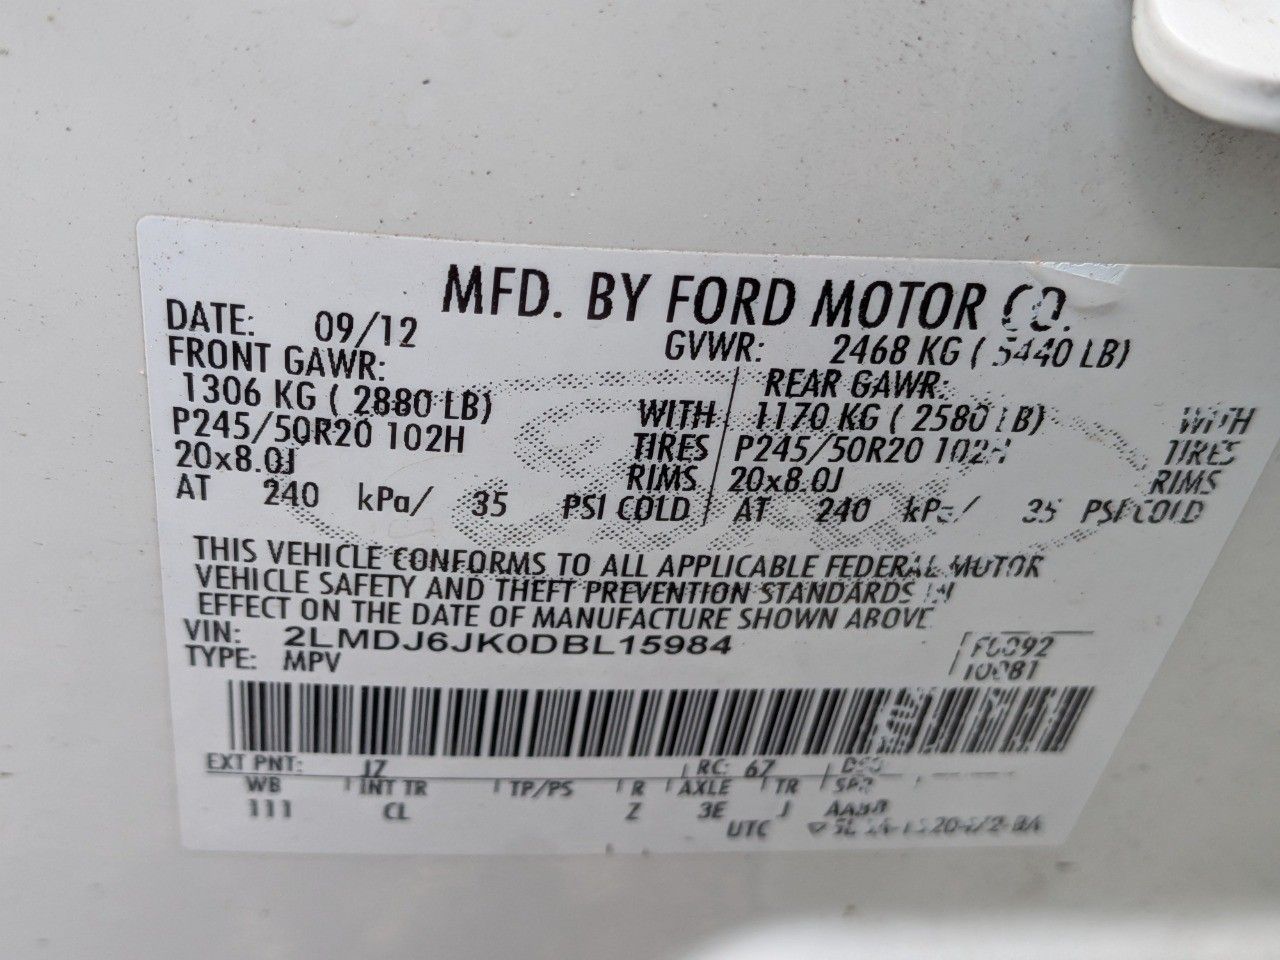 MFD. BY FORD MOTOR CO.
DATE: 09/12 GVWR: 2468 KG ( 5440 LB)
FRONT GAWR: REAR GAWR:
1306 KG ( 2880 LB) WITH 1170 KG ( 2580 LB) WITH
P245/50R20 102H TIRES P245/50R20 102H TIRES
20x8.0J RIMS 20x8.0J RIMS
AT 240 kPa/ 35 PSI COLD AT 240 kPa/ 35 PSI COLD
THIS VEHICLE CONFORMS TO ALL APPLICABLE FEDERAL MOTOR
VEHICLE SAFETY AND THEFT PREVENTION STANDARDS IN
EFFECT ON THE DATE OF MANUFACTURE SHOWN ABOVE
VIN: 2LMDJ6JK0DBL15984 F0092
TYPE: MPV 10081
EXT PNT: JZ RC: 67 DSO:
WB INT TR TP/PS R AXLE TR SPR
111 CL Z 3E J
UTC